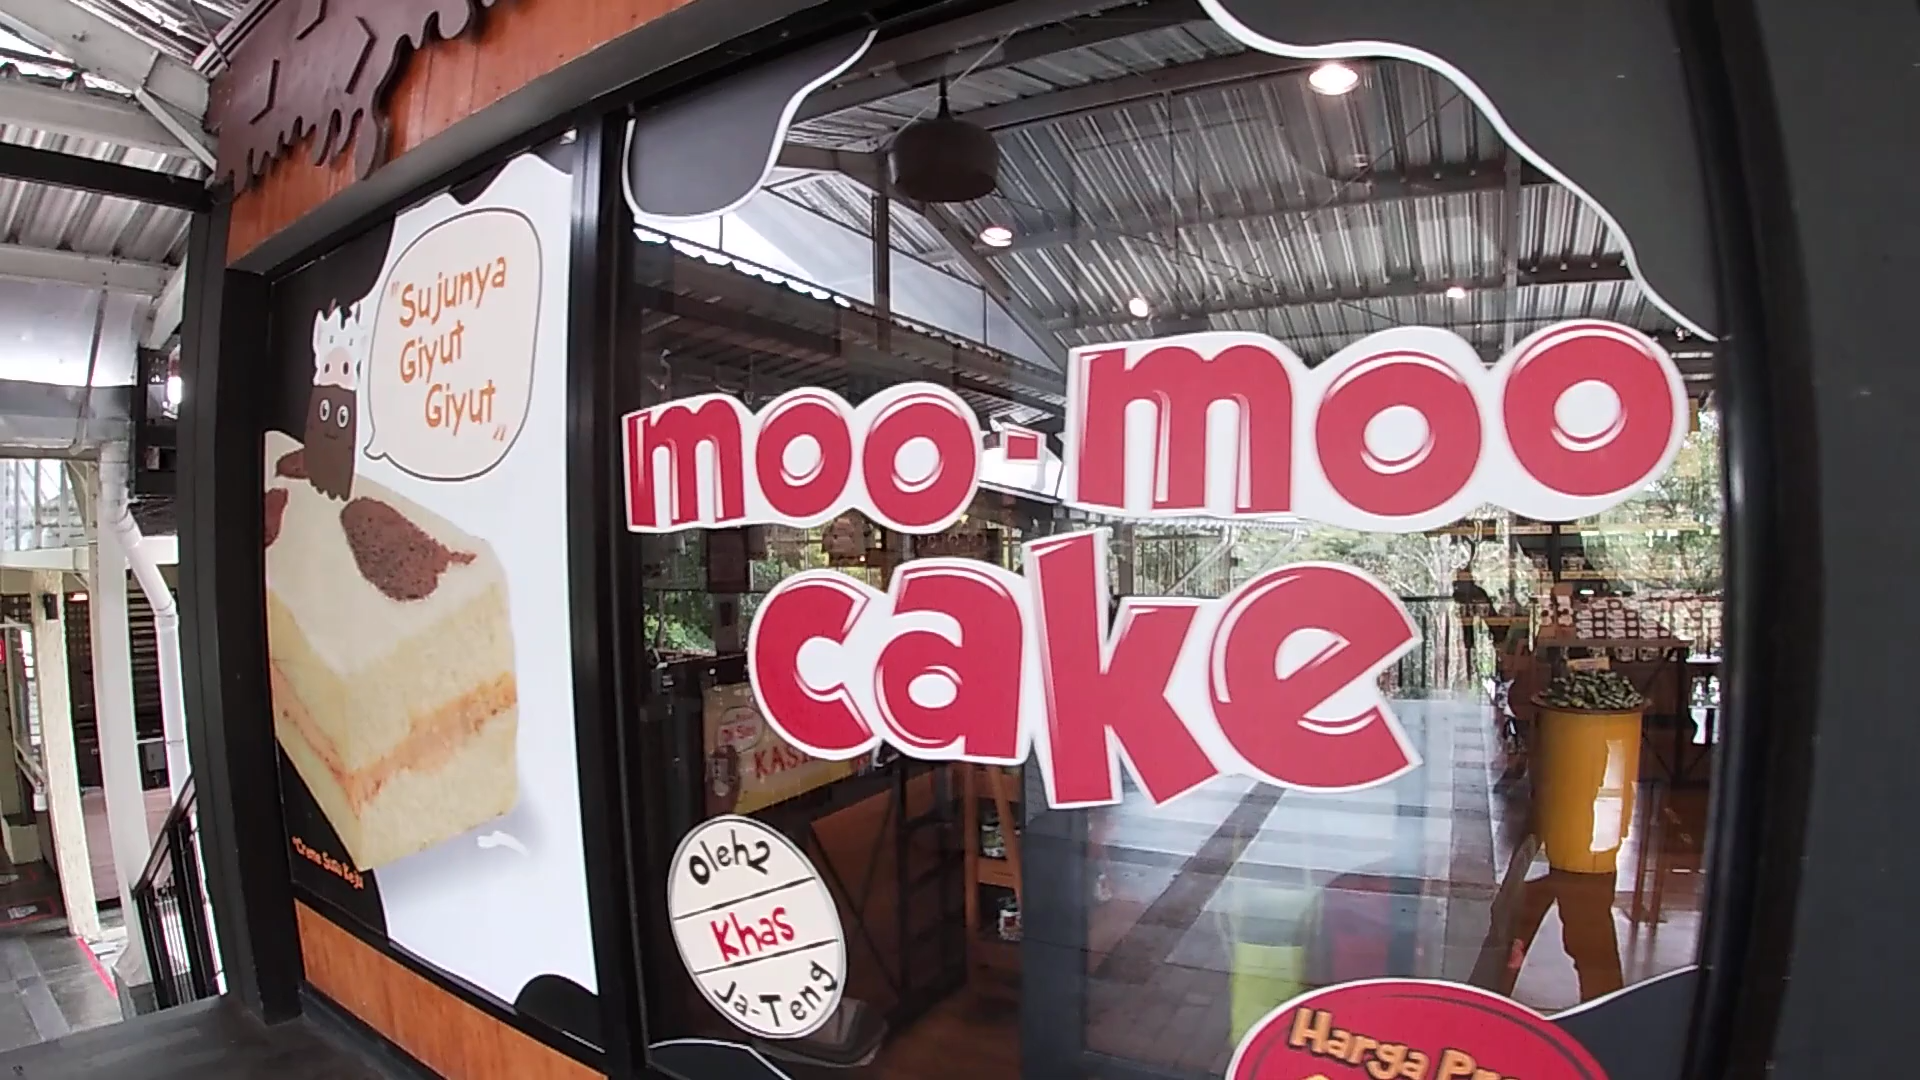 "Sujunya
Giyut
Giyut"
moo-moo
cake
Oleh2
Khas
Ja-Teng
Harga